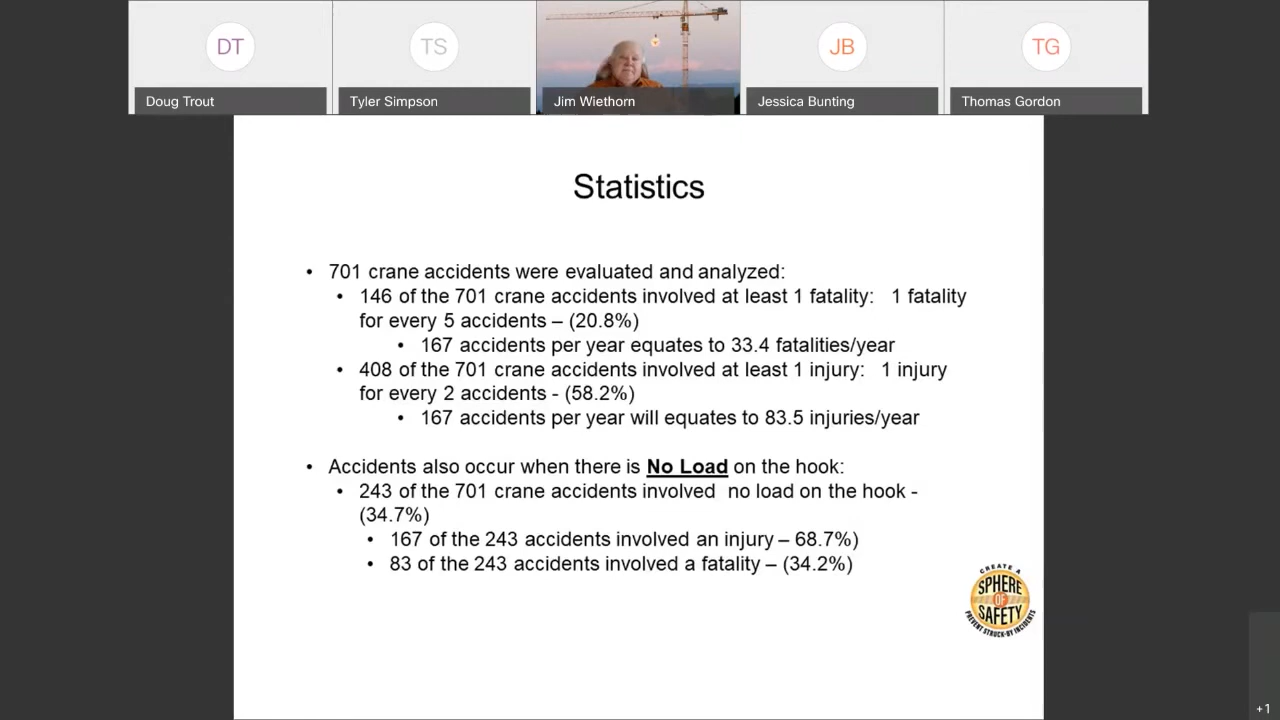 DT
TS
JB
TG
Doug Trout
Tyler Simpson
Jim Wiethorn
Jessica Bunting
Thomas Gordon
Statistics
• 701 crane accidents were evaluated and analyzed:
• 146 of the 701 crane accidents involved at least 1 fatality: 1 fatality
for every 5 accidents – (20.8%)
• 167 accidents per year equates to 33.4 fatalities/year
• 408 of the 701 crane accidents involved at least 1 injury: 1 injury
for every 2 accidents - (58.2%)
• 167 accidents per year will equates to 83.5 injuries/year
• Accidents also occur when there is No Load on the hook:
• 243 of the 701 crane accidents involved no load on the hook -
(34.7%)
• 167 of the 243 accidents involved an injury – 68.7%)
• 83 of the 243 accidents involved a fatality – (34.2%)
CREATE A
SPHERE
OF
SAFETY
PREVENT STRUCK-BY INCIDENTS
+1